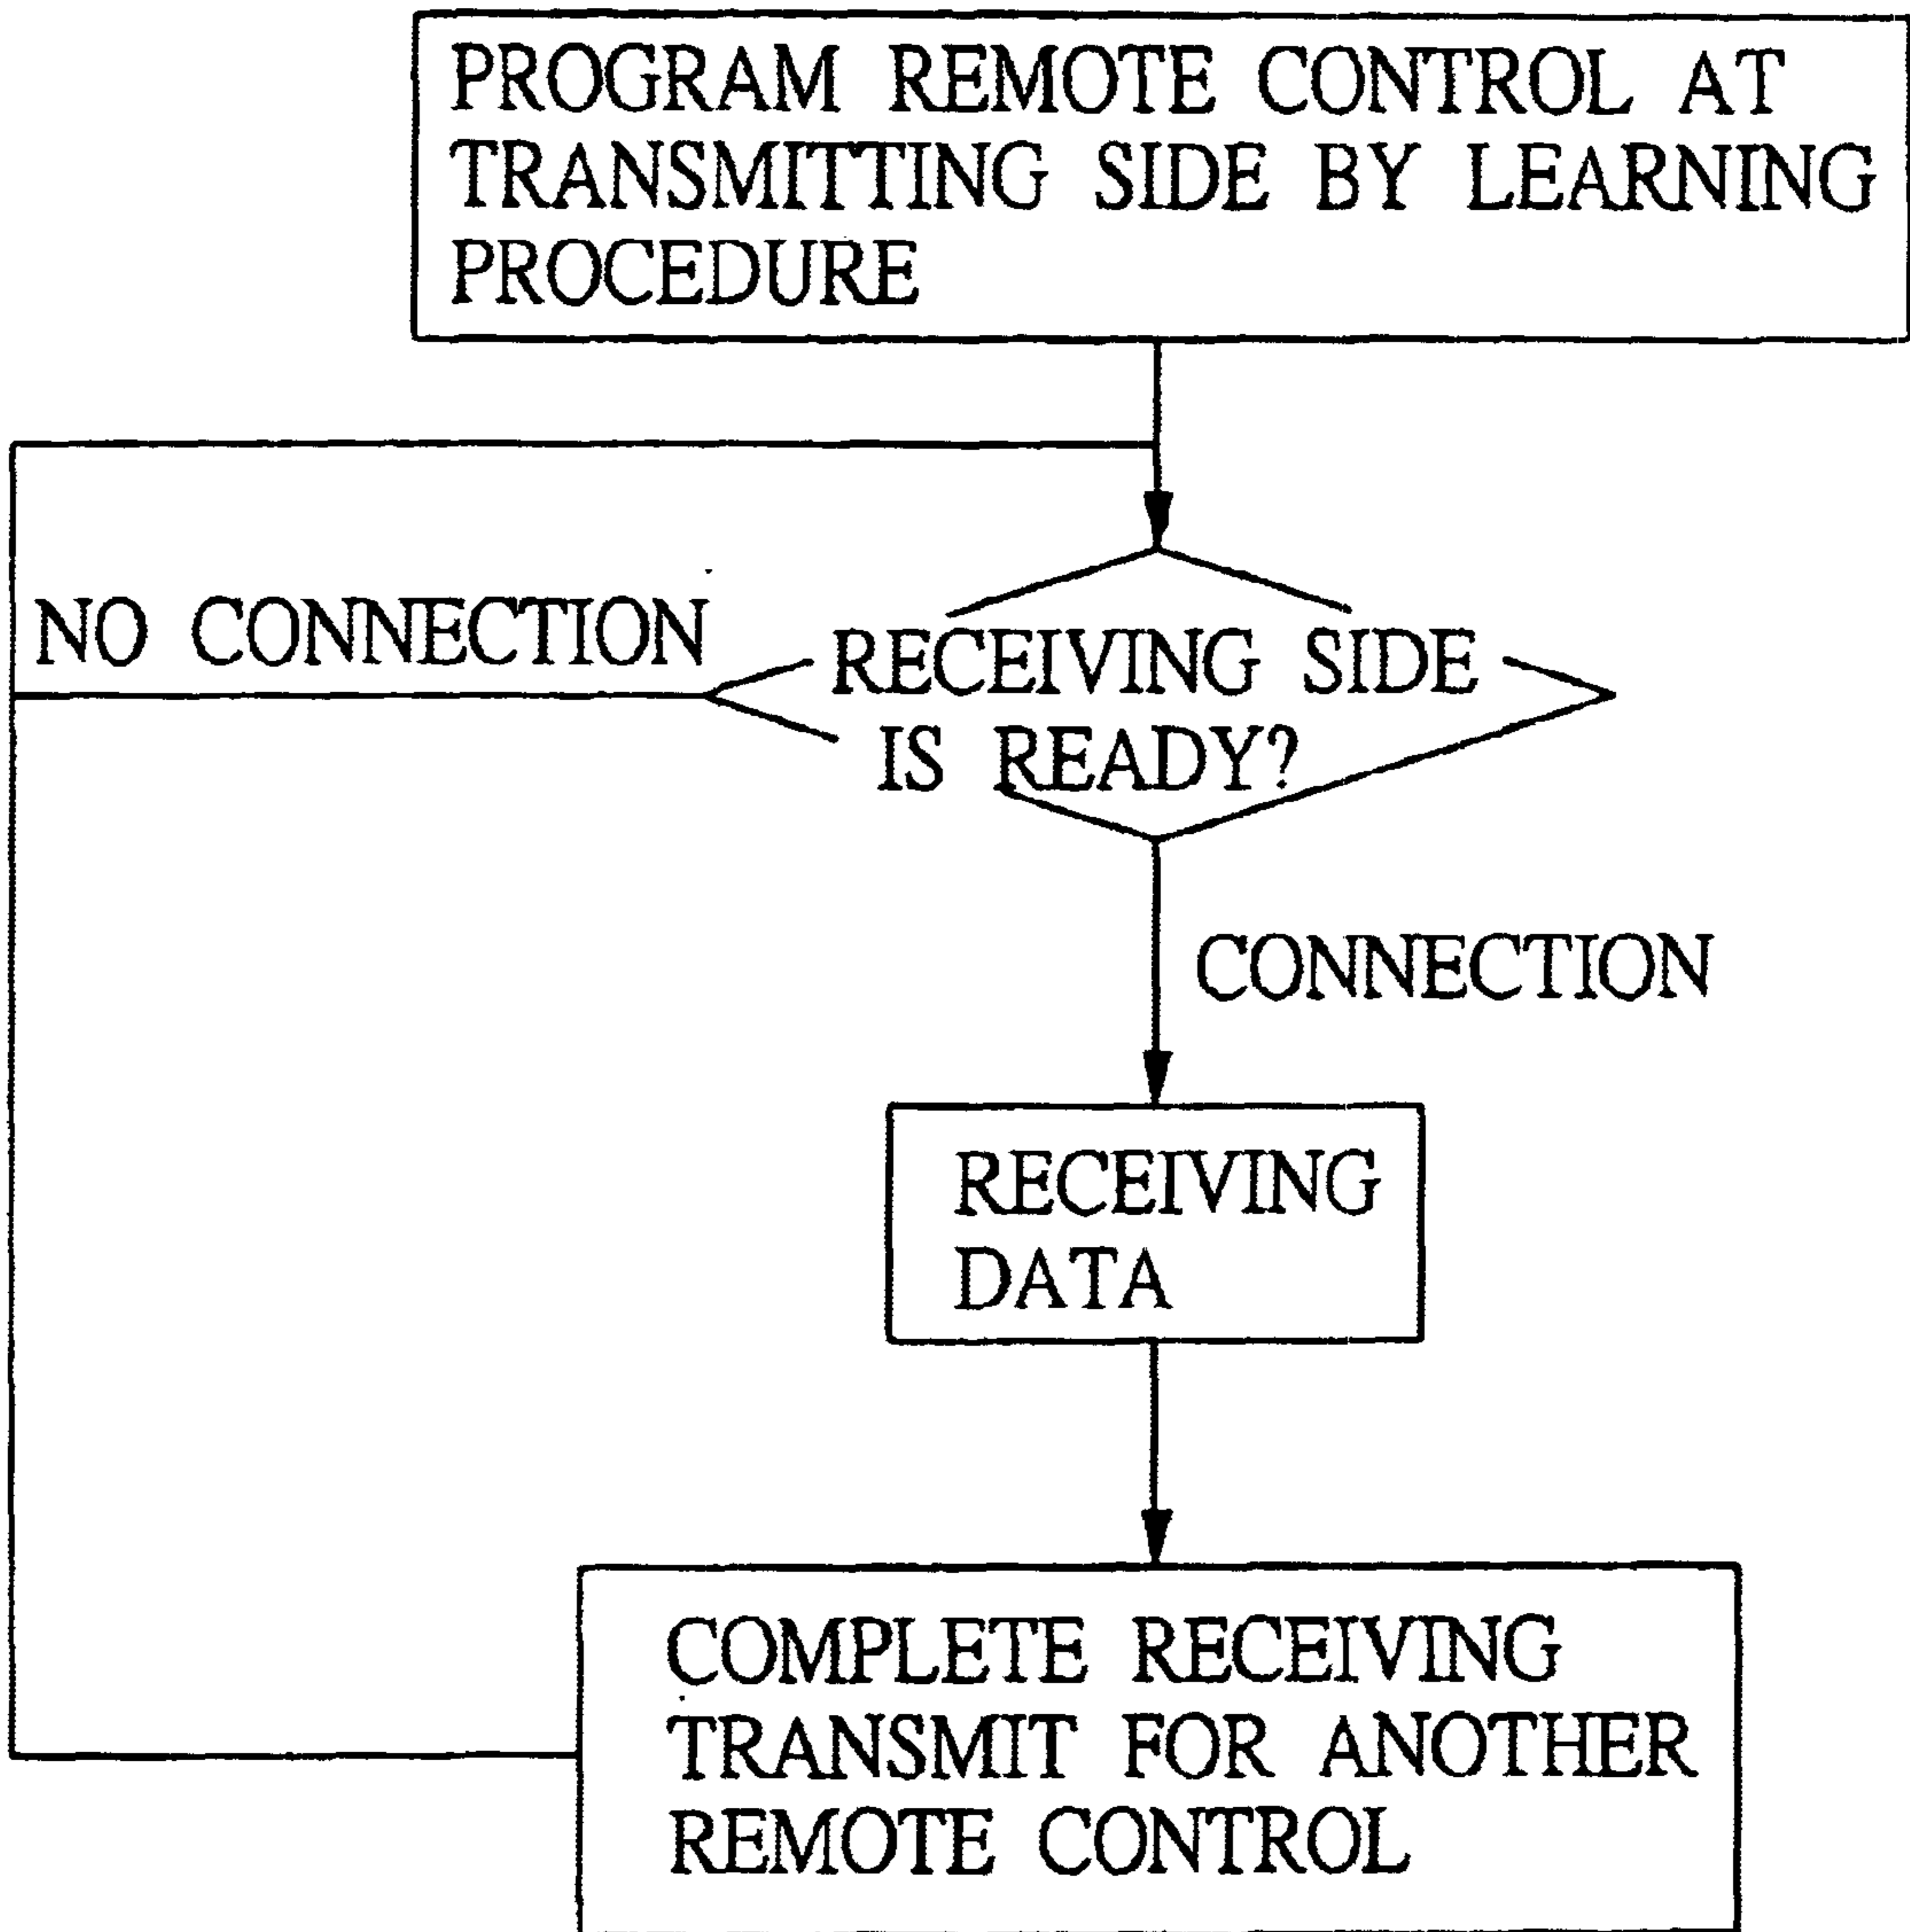 PROGRAM REMOTE CONTROL AT
TRANSMITTING SIDE BY LEARNING
PROCEDURE
NO CONNECTION
RECEIVING SIDE
IS READY?
CONNECTION
RECEIVING
DATA
COMPLETE RECEIVING
TRANSMIT FOR ANOTHER
REMOTE CONTROL